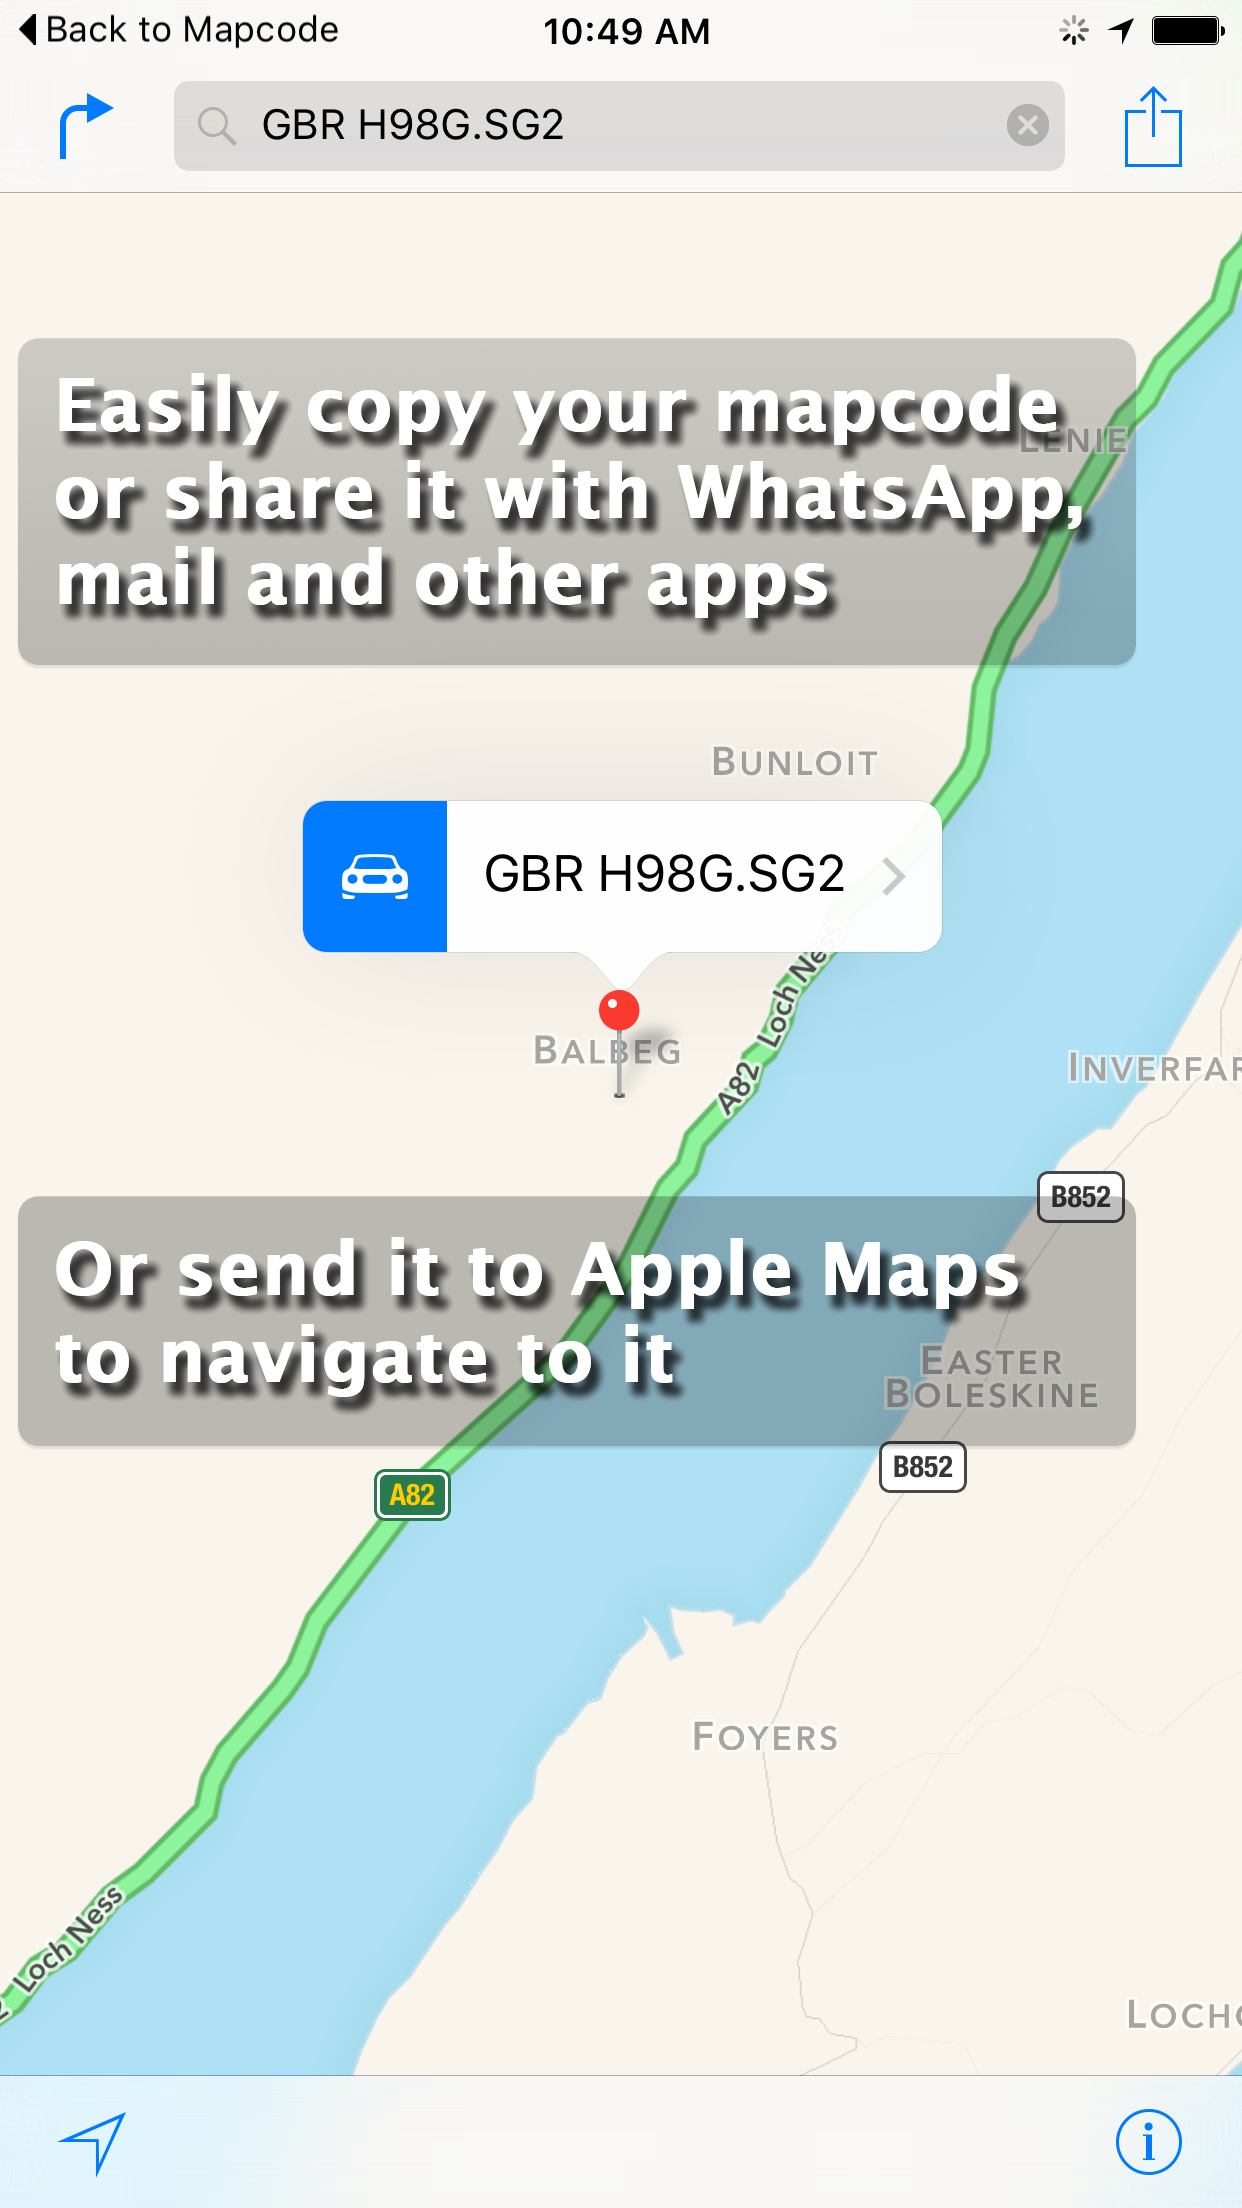 Back to Mapcode
10:49 AM
GBR H98G.SG2
Easily copy your mapcode
LENIE
or share it with WhatsApp,
mail and other apps
BUNLOIT
GBR H98G.SG2
Loch Ness
BALBEG
A82
INVERFAR
B852
Or send it to Apple Maps
to navigate to it
EASTER
BOLESKINE
B852
A82
FOYERS
Loch Ness
2
LOCH